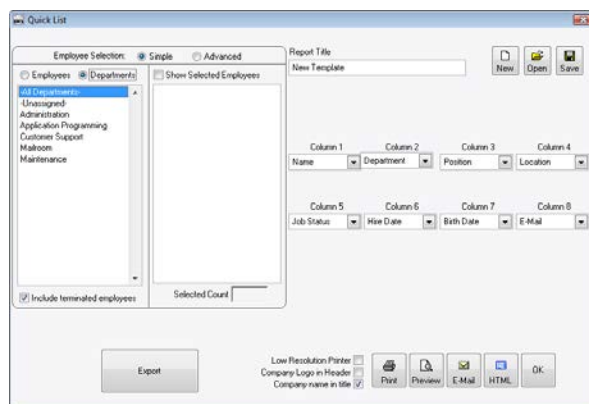 Quick List
Employee Selection: Simple Advanced
Employees Departments
Show Selected Employees
-All Departments-
-Unassigned-
Administration
Application Programming
Customer Support
Mailroom
Maintenance
Include terminated employees
Selected Count
Report Title
New Template
New Open Save
Column 1 Column 2 Column 3 Column 4
Name Department Position Location
Column 5 Column 6 Column 7 Column 8
Job Status Hire Date Birth Date E-Mail
Export
Low Resolution Printer
Company Logo in Header
Company name in title
Print Preview E-Mail HTML OK